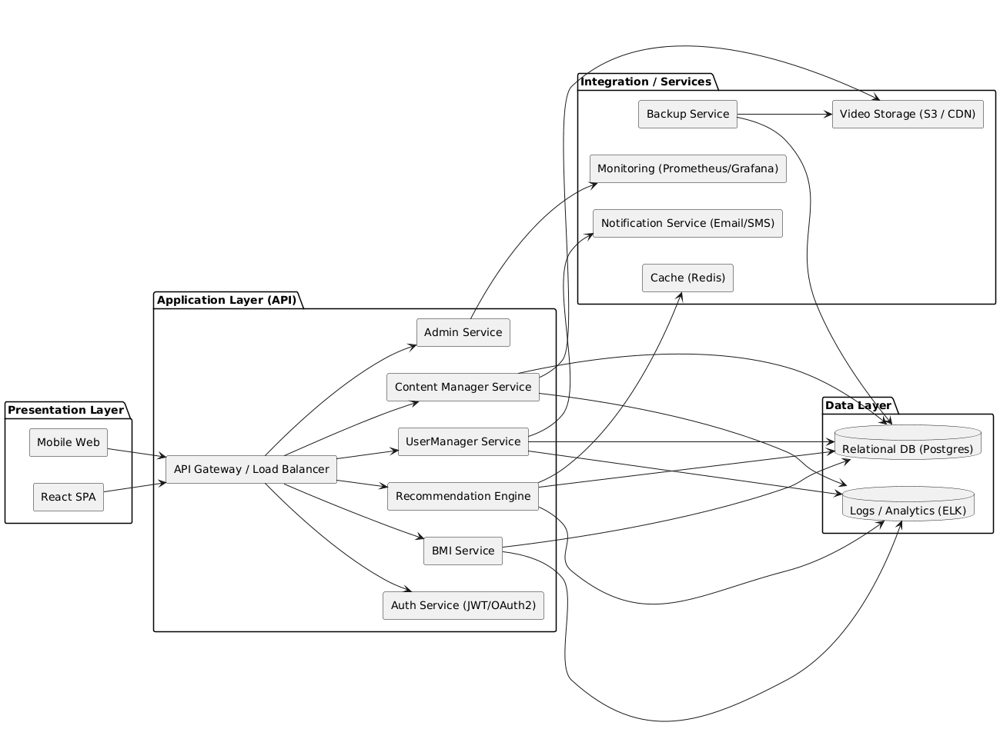 Integration / Services
Backup Service
Video Storage (S3 / CDN)
Monitoring (Prometheus/Grafana)
Notification Service (Email/SMS)
Cache (Redis)
Application Layer (API)
Admin Service
Content Manager Service
UserManager Service
API Gateway / Load Balancer
Recommendation Engine
BMI Service
Auth Service (JWT/OAuth2)
Presentation Layer
Mobile Web
React SPA
Data Layer
Relational DB (Postgres)
Logs / Analytics (ELK)